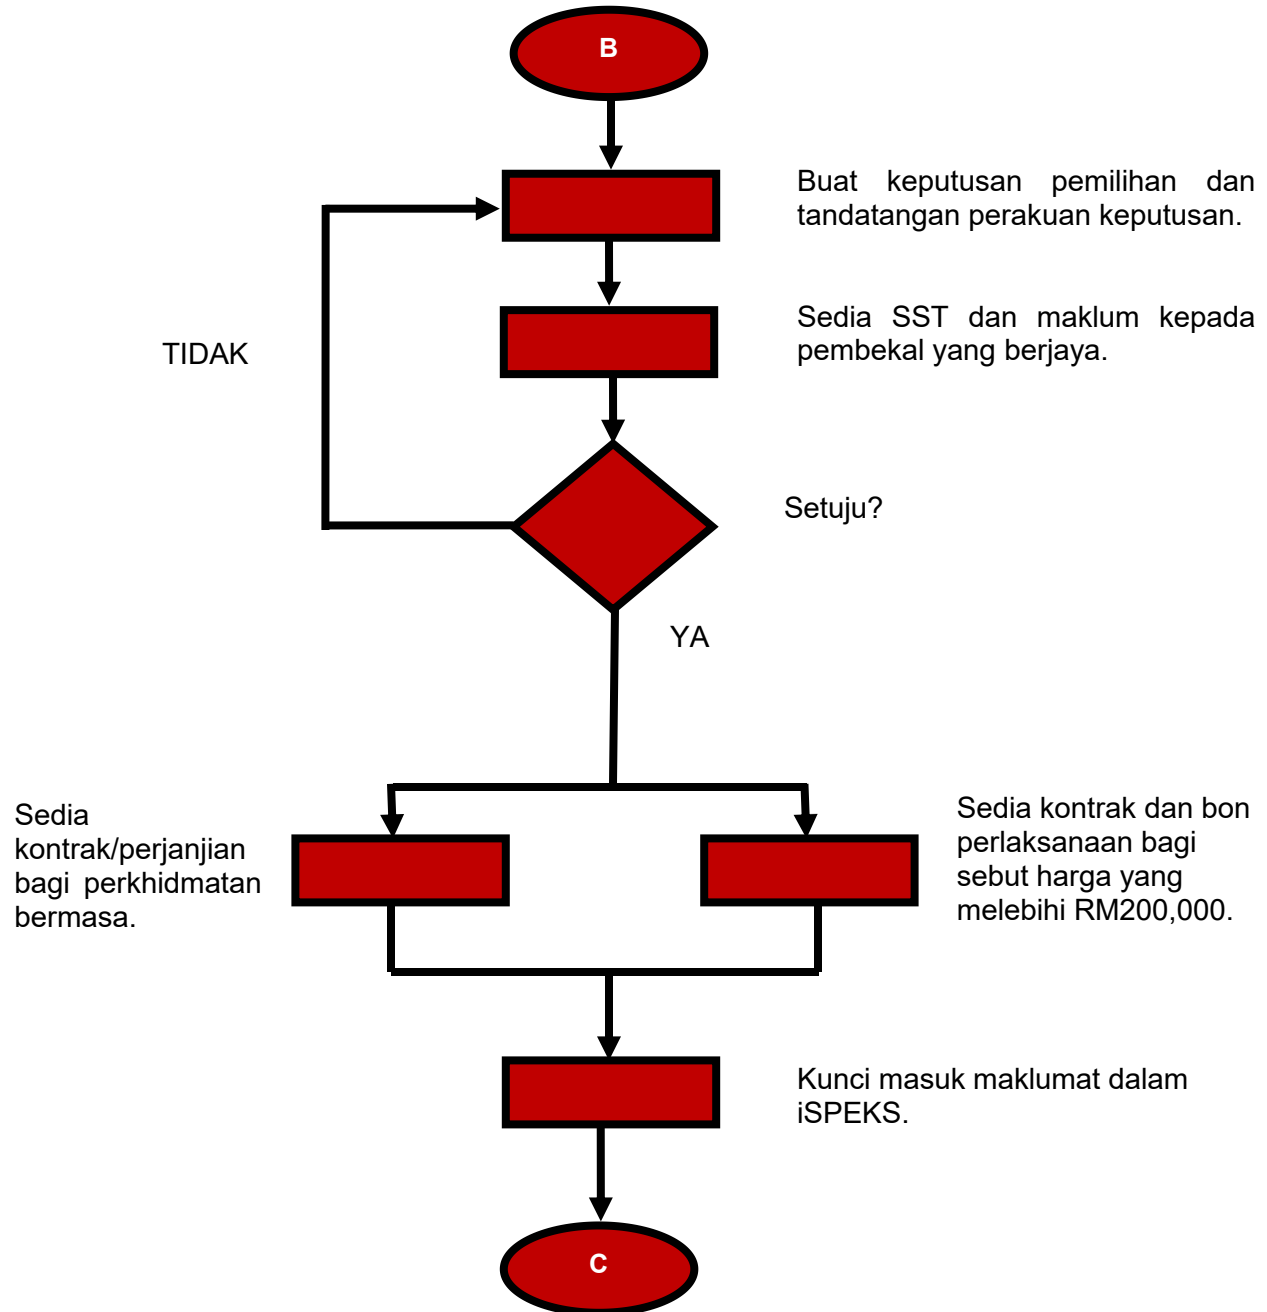 B
Buat keputusan pemilihan dan
tandatangan perakuan keputusan.
Sedia SST dan maklum kepada
pembekal yang berjaya.
TIDAK
Setuju?
YA
Sedia
kontrak/perjanjian
bagi perkhidmatan
bermasa.
Sedia kontrak dan bon
perlaksanaan bagi
sebut harga yang
melebihi RM200,000.
Kunci masuk maklumat dalam
iSPEKS.
C